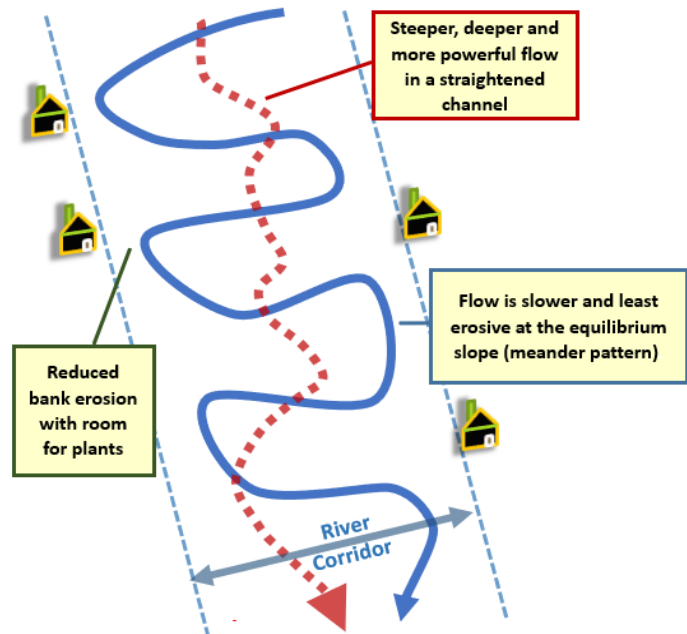 Steeper, deeper and
more powerful flow
in a straightened
channel
Flow is slower and least
erosive at the equilibrium
slope (meander pattern)
Reduced
bank erosion
with room
for plants
River
Corridor